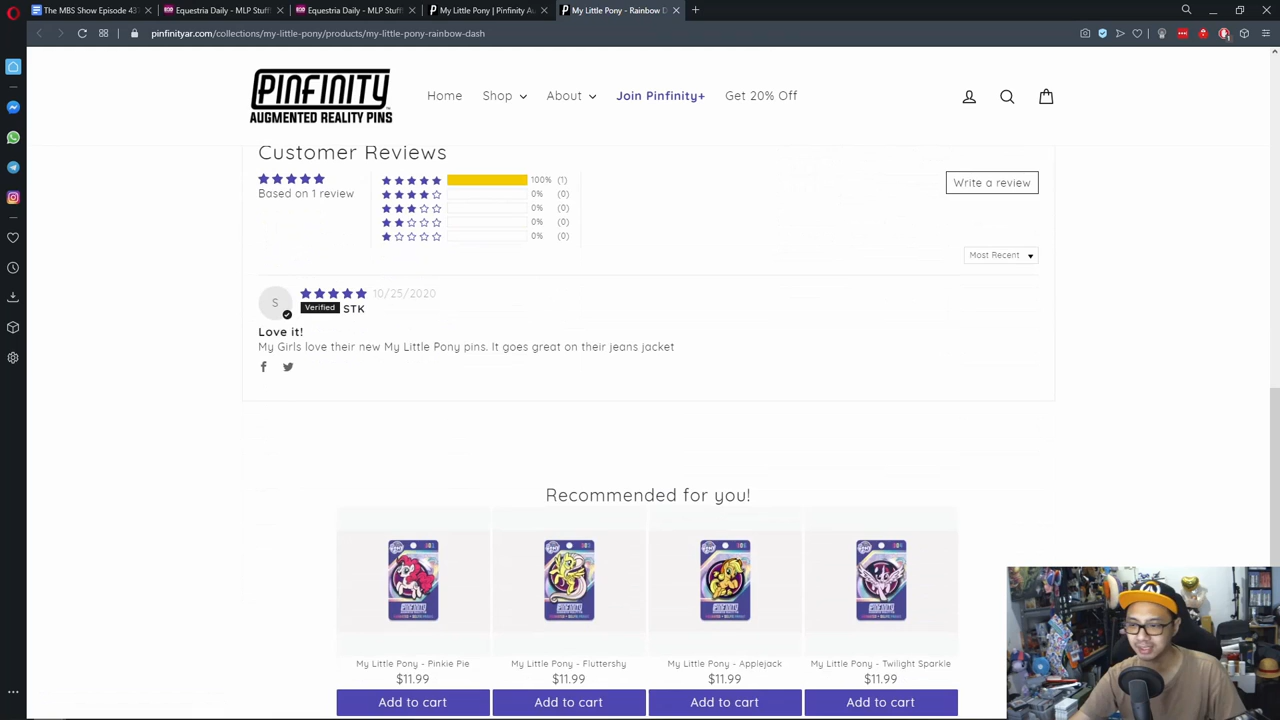 The MBS Show Episode 43
Equestria Daily - MLP Stuff
Equestria Daily - MLP Stuff
My Little Pony | Pinfinity Au
My Little Pony - Rainbow D
pinfinityar.com/collections/my-little-pony/products/my-little-pony-rainbow-dash
PINFINITY
AUGMENTED REALITY PINS
Home
Shop
About
Join Pinfinity+
Get 20% Off
Customer Reviews
Based on 1 review
100% (1)
0% (0)
0% (0)
0% (0)
0% (0)
Write a review
Most Recent
S
10/25/2020
Verified STK
Love it!
My Girls love their new My Little Pony pins. It goes great on their jeans jacket
Recommended for you!
PINFINITY
PINFINITY
PINFINITY
PINFINITY
My Little Pony - Pinkie Pie
My Little Pony - Fluttershy
My Little Pony - Applejack
My Little Pony - Twilight Sparkle
$11.99
$11.99
$11.99
$11.99
Add to cart
Add to cart
Add to cart
Add to cart